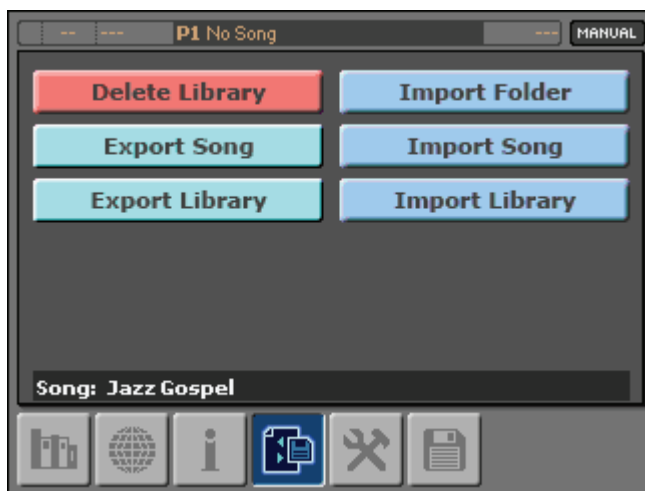 -- --- P1 No Song --- MANUAL
Delete Library Import Folder
Export Song Import Song
Export Library Import Library
Song: Jazz Gospel
i